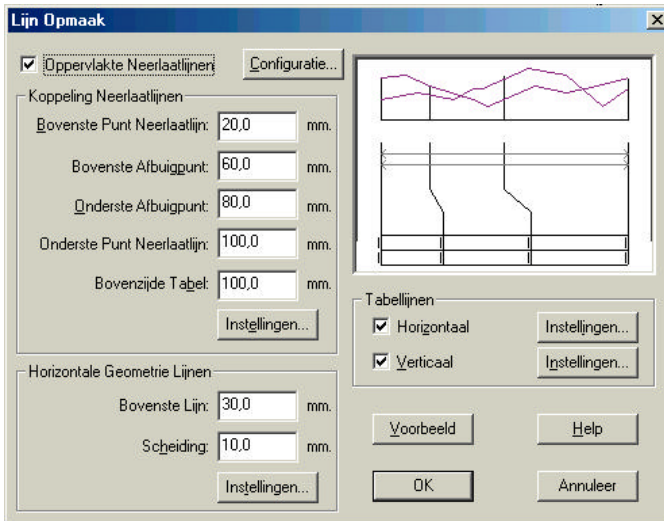 Lijn Opmaak
Oppervlakte Neerlaatlijnen
Configuratie...
Koppeling Neerlaatlijnen
Bovenste Punt Neerlaatlijn: 20,0 mm.
Bovenste Afbuigpunt: 60,0 mm.
Onderste Afbuigpunt: 80,0 mm.
Onderste Punt Neerlaatlijn: 100,0 mm.
Bovenzijde Tabel: 100,0 mm.
Instellingen...
Horizontale Geometrie Lijnen
Bovenste Lijn: 30,0 mm.
Scheiding: 10,0 mm.
Instellingen...
Tabellijnen
Horizontaal Instellingen...
Verticaal Instellingen...
Voorbeeld Help
OK Annuleer